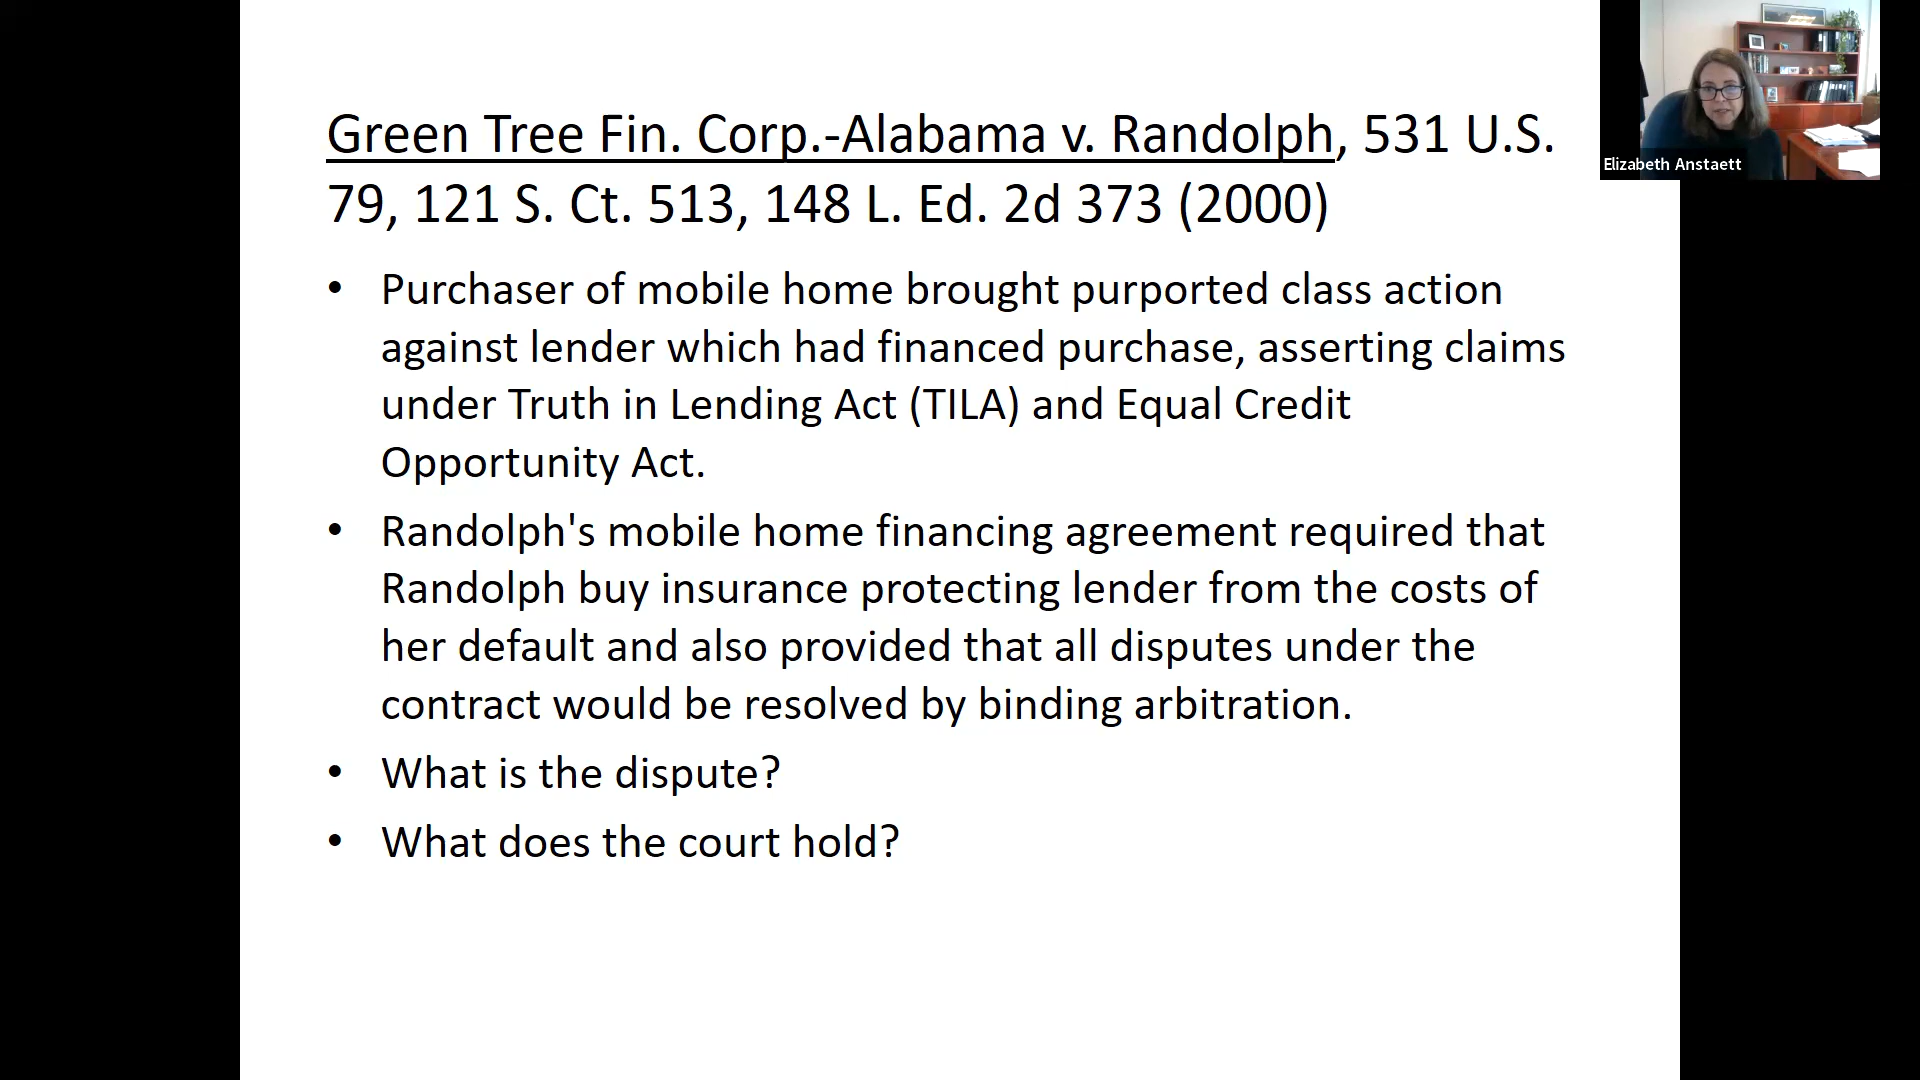 Green Tree Fin. Corp.-Alabama v. Randolph, 531 U.S.
79, 121 S. Ct. 513, 148 L. Ed. 2d 373 (2000)
• Purchaser of mobile home brought purported class action
against lender which had financed purchase, asserting claims
under Truth in Lending Act (TILA) and Equal Credit
Opportunity Act.
• Randolph's mobile home financing agreement required that
Randolph buy insurance protecting lender from the costs of
her default and also provided that all disputes under the
contract would be resolved by binding arbitration.
• What is the dispute?
• What does the court hold?
Elizabeth Anstaett